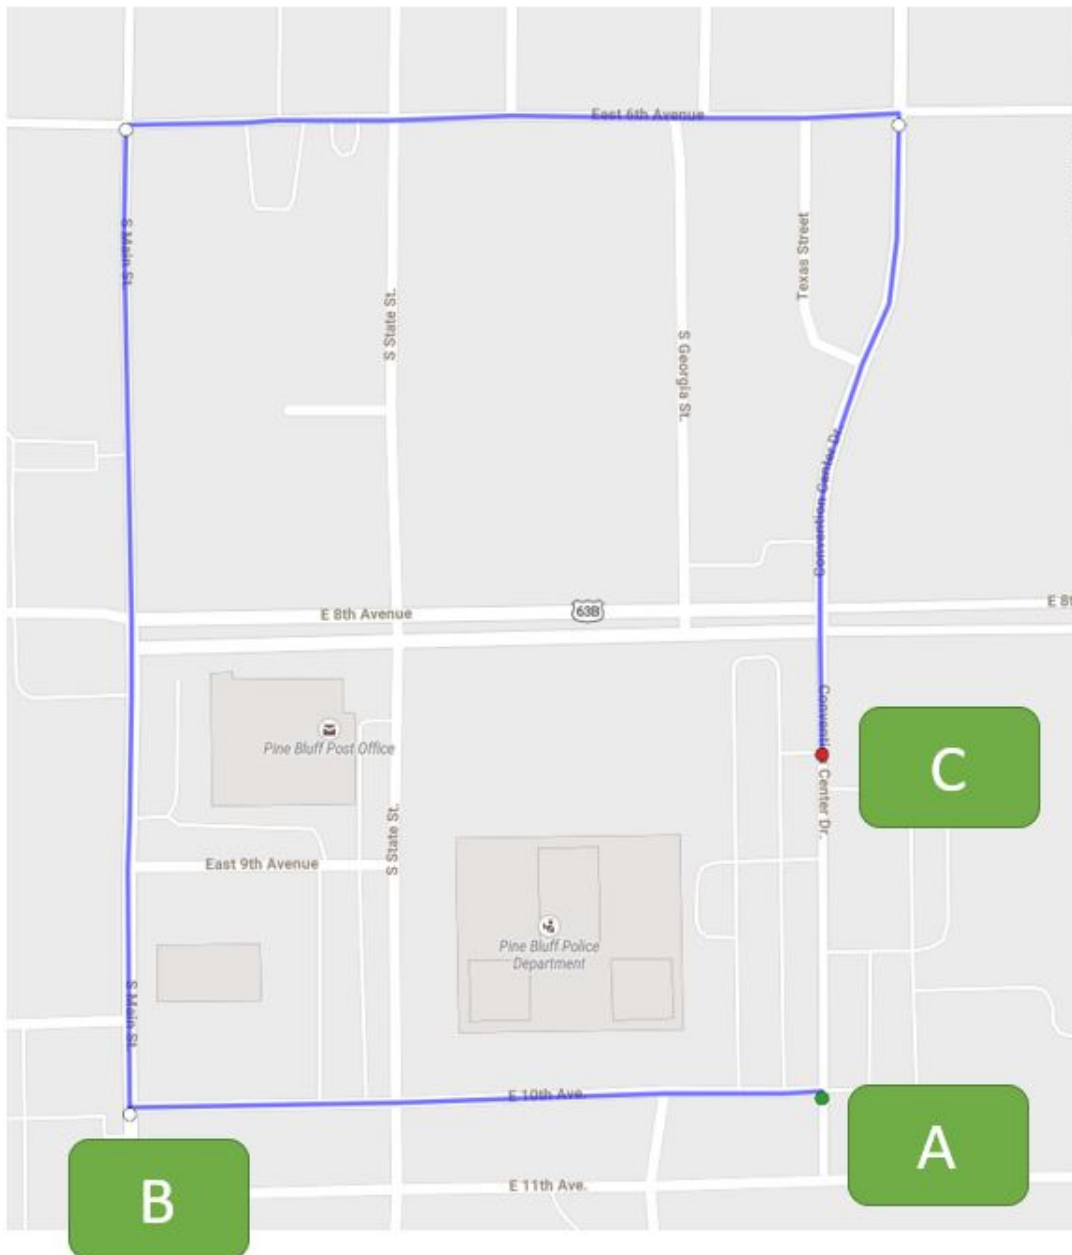 East 6th Avenue
S Main St.
Texas Street
S State St.
S Georgia St.
Convention Center Dr.
E 8th Avenue
63B
E 8t
Pine Bluff Post Office
Convention Center Dr.
C
S State St.
East 9th Avenue
Pine Bluff Police
Department
S Main St.
E 10th Ave.
A
E 11th Ave.
B